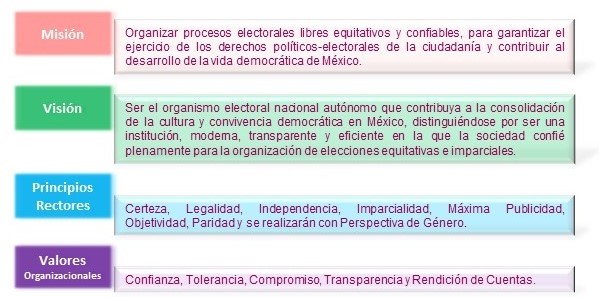 Misión
Organizar procesos electorales libres equitativos y confiables, para garantizar el
ejercicio de los derechos políticos-electorales de la ciudadanía y contribuir al
desarrollo de la vida democrática de México.
Visión
Ser el organismo electoral nacional autónomo que contribuya a la consolidación
de la cultura y convivencia democrática en México, distinguiéndose por ser una
institución, moderna, transparente y eficiente en la que la sociedad confié
plenamente para la organización de elecciones equitativas e imparciales.
Principios
Rectores
Certeza, Legalidad, Independencia, Imparcialidad, Máxima Publicidad,
Objetividad, Paridad y se realizarán con Perspectiva de Género.
Valores
Organizacionales
Confianza, Tolerancia, Compromiso, Transparencia y Rendición de Cuentas.